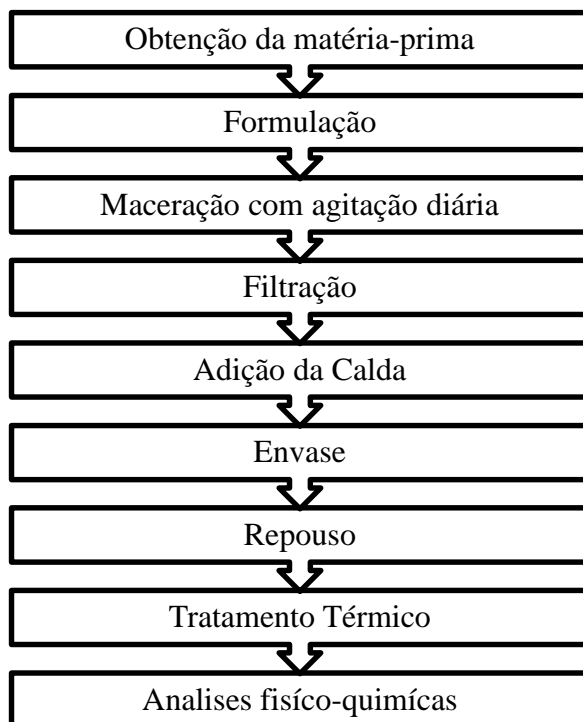 Obtenção da matéria-prima
Formulação
Maceração com agitação diária
Filtração
Adição da Calda
Envase
Repouso
Tratamento Térmico
Analises fisíco-quimícas